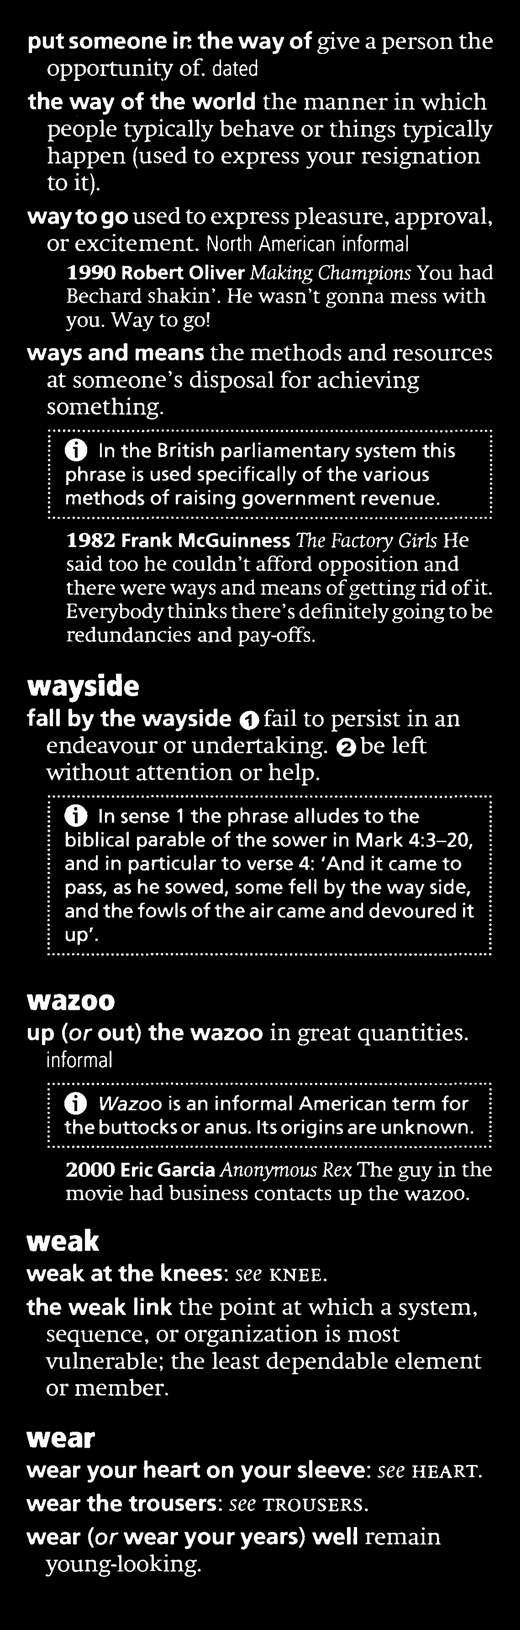 put someone in the way of give a person the
opportunity of. dated
the way of the world the manner in which
people typically behave or things typically
happen (used to express your resignation
to it).
way to go used to express pleasure, approval,
or excitement. North American informal
1990 Robert Oliver Making Champions You had
Bechard shakin’. He wasn’t gonna mess with
you. Way to go!
ways and means the methods and resources
at someone’s disposal for achieving
something.
ℹ In the British parliamentary system this
phrase is used specifically of the various
methods of raising government revenue.
1982 Frank McGuinness The Factory Girls He
said too he couldn’t afford opposition and
there were ways and means of getting rid of it.
Everybody thinks there’s definitely going to be
redundancies and pay-offs.
wayside
fall by the wayside ❶ fail to persist in an
endeavour or undertaking. ❷ be left
without attention or help.
ℹ In sense 1 the phrase alludes to the
biblical parable of the sower in Mark 4:3–20,
and in particular to verse 4: ‘And it came to
pass, as he sowed, some fell by the way side,
and the fowls of the air came and devoured it
up’.
wazoo
up (or out) the wazoo in great quantities.
informal
ℹ Wazoo is an informal American term for
the buttocks or anus. Its origins are unknown.
2000 Eric Garcia Anonymous Rex The guy in the
movie had business contacts up the wazoo.
weak
weak at the knees: see KNEE.
the weak link the point at which a system,
sequence, or organization is most
vulnerable; the least dependable element
or member.
wear
wear your heart on your sleeve: see HEART.
wear the trousers: see TROUSERS.
wear (or wear your years) well remain
young-looking.